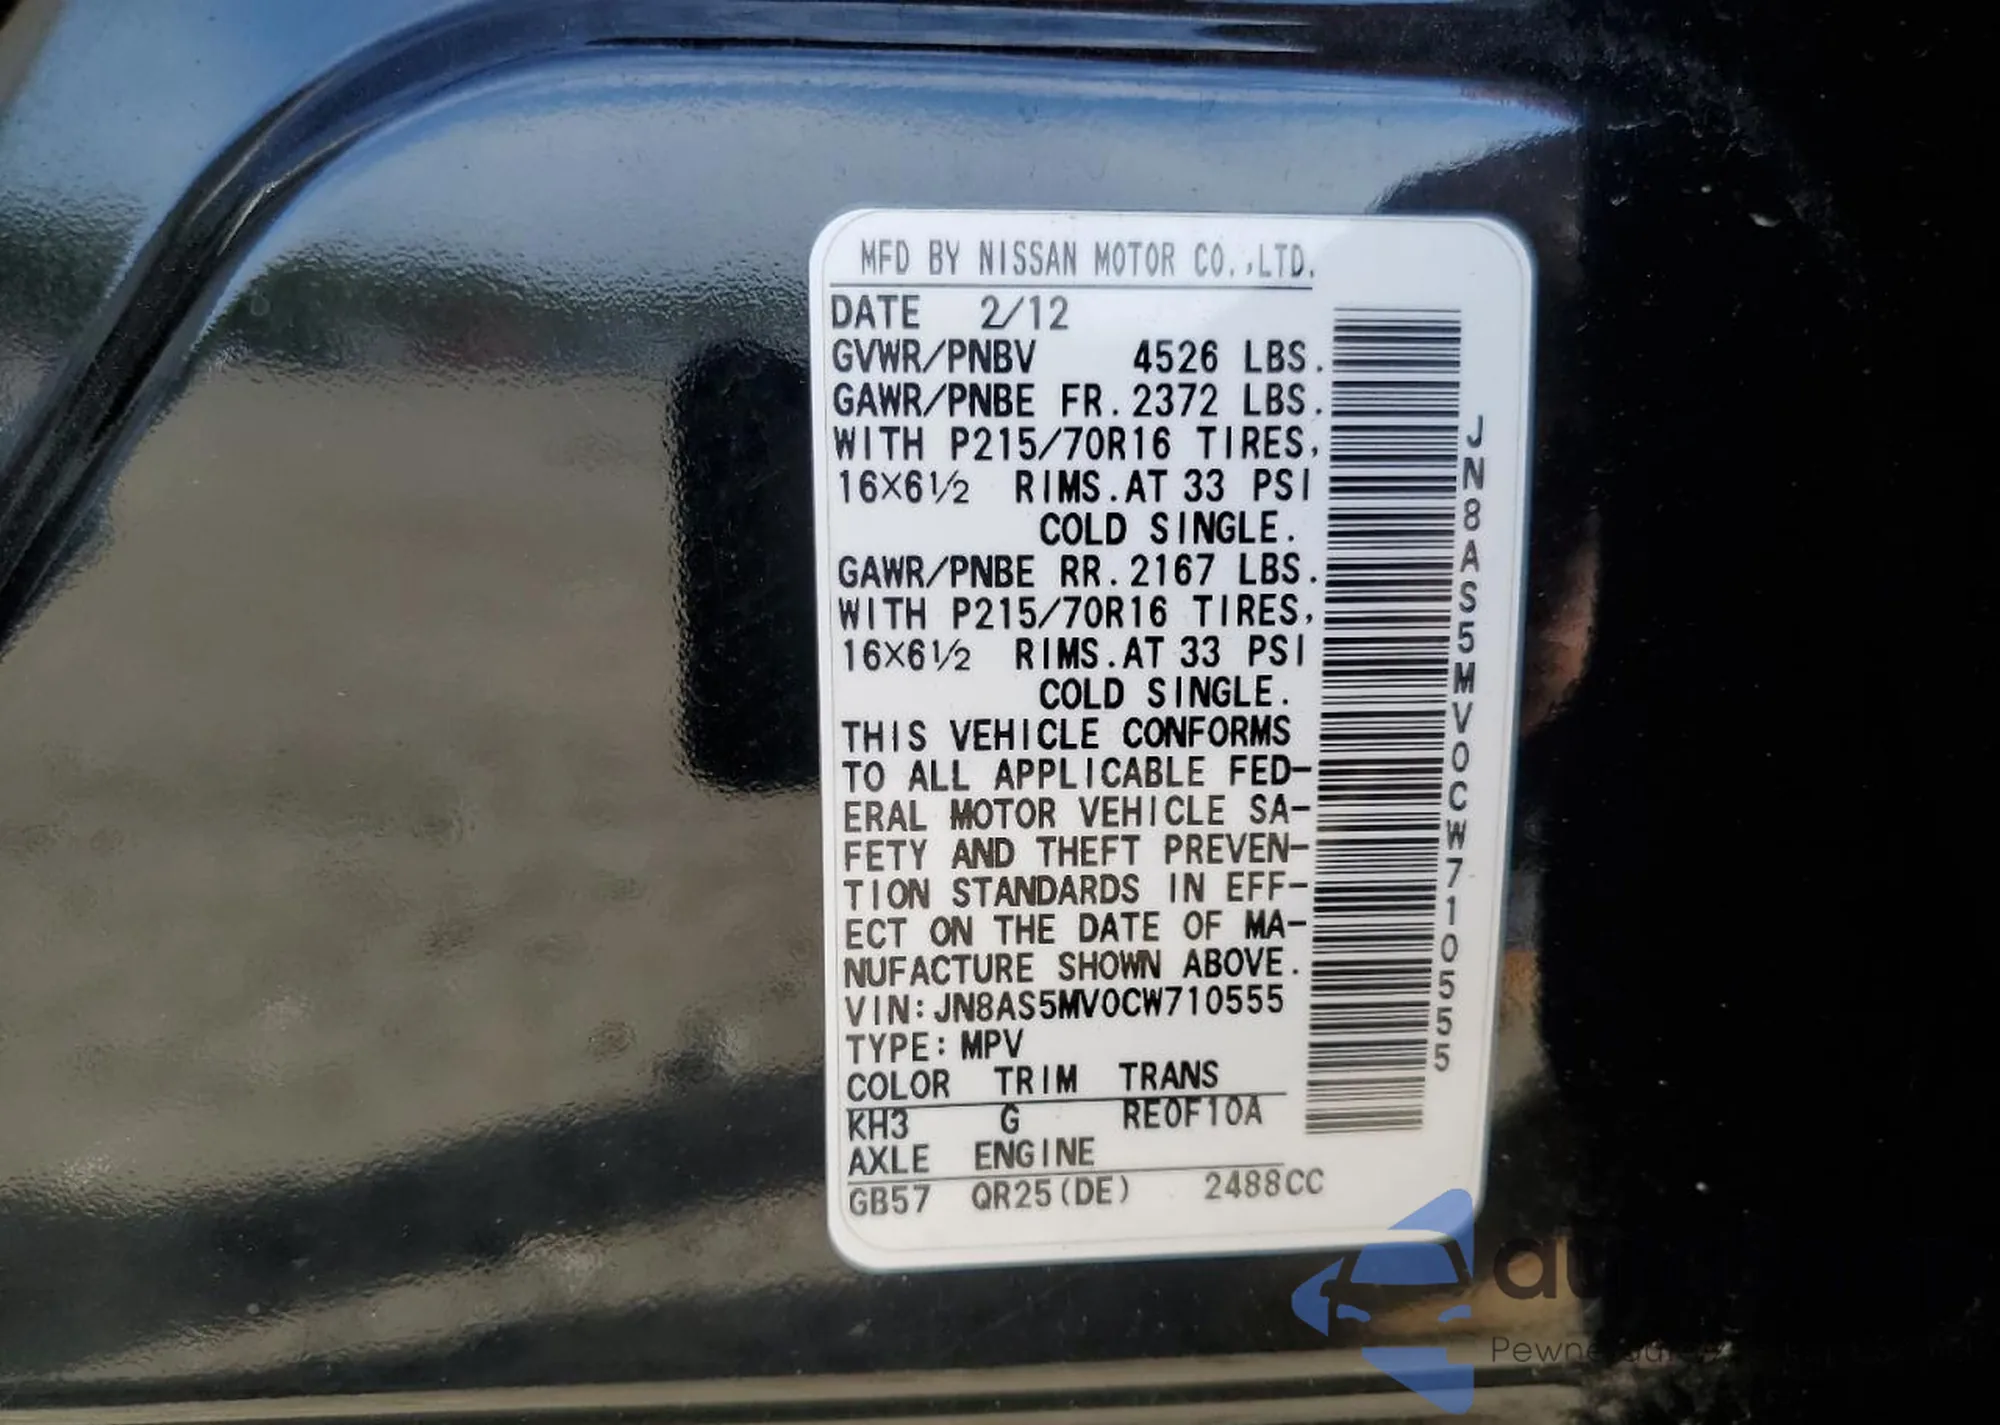 MFD BY NISSAN MOTOR CO.,LTD.
DATE 2/12
GVWR/PNBV 4526 LBS.
GAWR/PNBE FR.2372 LBS.
WITH P215/70R16 TIRES,
16×6½ RIMS.AT 33 PSI
COLD SINGLE.
GAWR/PNBE RR.2167 LBS.
WITH P215/70R16 TIRES,
16×6½ RIMS.AT 33 PSI
COLD SINGLE.
THIS VEHICLE CONFORMS
TO ALL APPLICABLE FED-
ERAL MOTOR VEHICLE SA-
FETY AND THEFT PREVEN-
TION STANDARDS IN EFF-
ECT ON THE DATE OF MA-
NUFACTURE SHOWN ABOVE.
VIN:JN8AS5MV0CW710555
TYPE:MPV
COLOR TRIM TRANS
KH3 G RE0F10A
AXLE ENGINE
GB57 QR25(DE) 2488CC
JN8AS5MV0CW710555